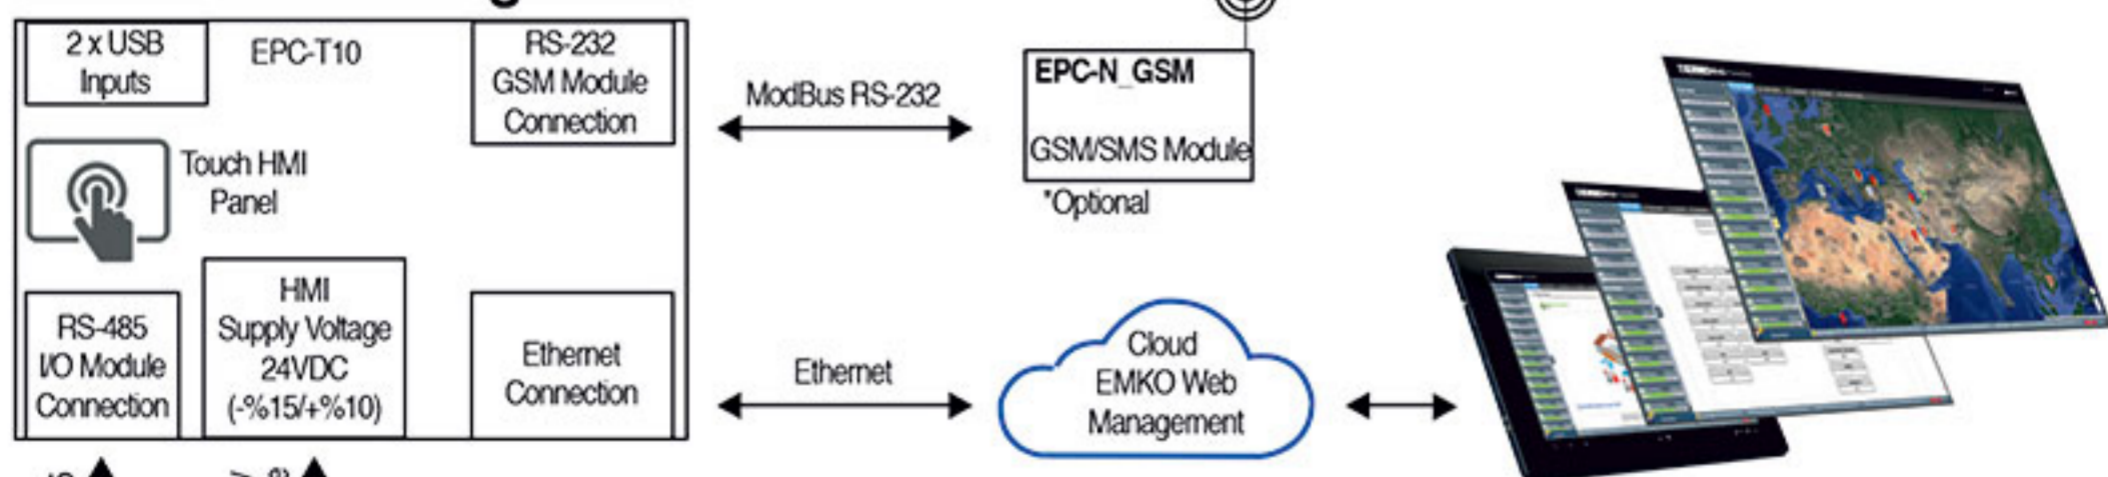 2 x USB
Inputs
EPC-T10
RS-232
GSM Module
Connection
Touch HMI
Panel
RS-485
I/O Module
Connection
HMI
Supply Voltage
24VDC
(-%15/+%10)
Ethernet
Connection
ModBus RS-232
EPC-N_GSM
GSM/SMS Module
*Optional
Ethernet
Cloud
EMKO Web
Management